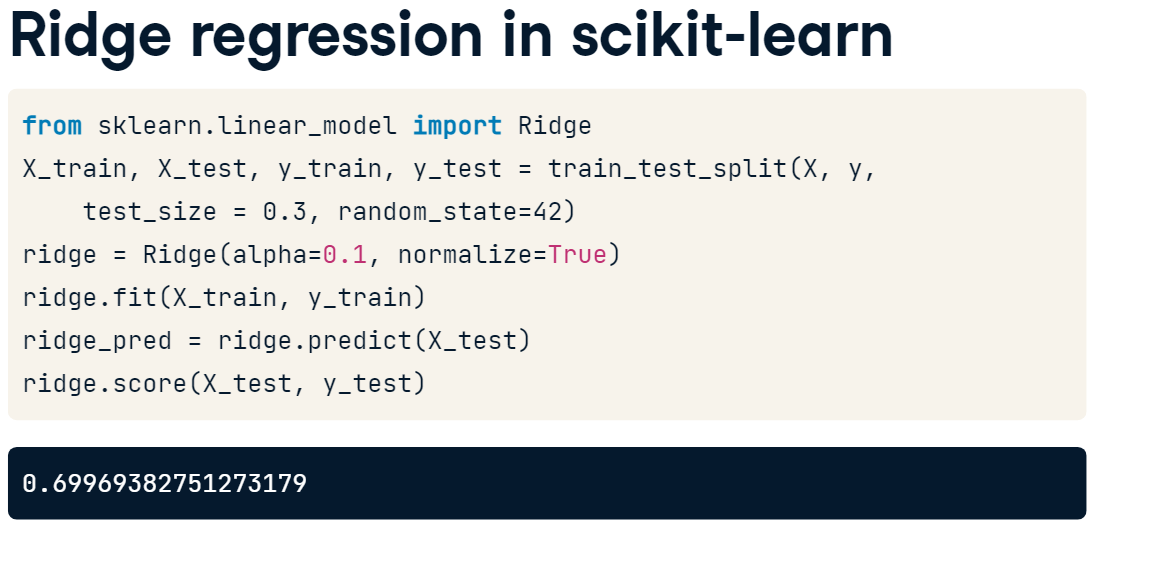 Ridge regression in scikit-learn
from sklearn.linear_model import Ridge
X_train, X_test, y_train, y_test = train_test_split(X, y,
    test_size = 0.3, random_state=42)
ridge = Ridge(alpha=0.1, normalize=True)
ridge.fit(X_train, y_train)
ridge_pred = ridge.predict(X_test)
ridge.score(X_test, y_test)
0.69969382751273179